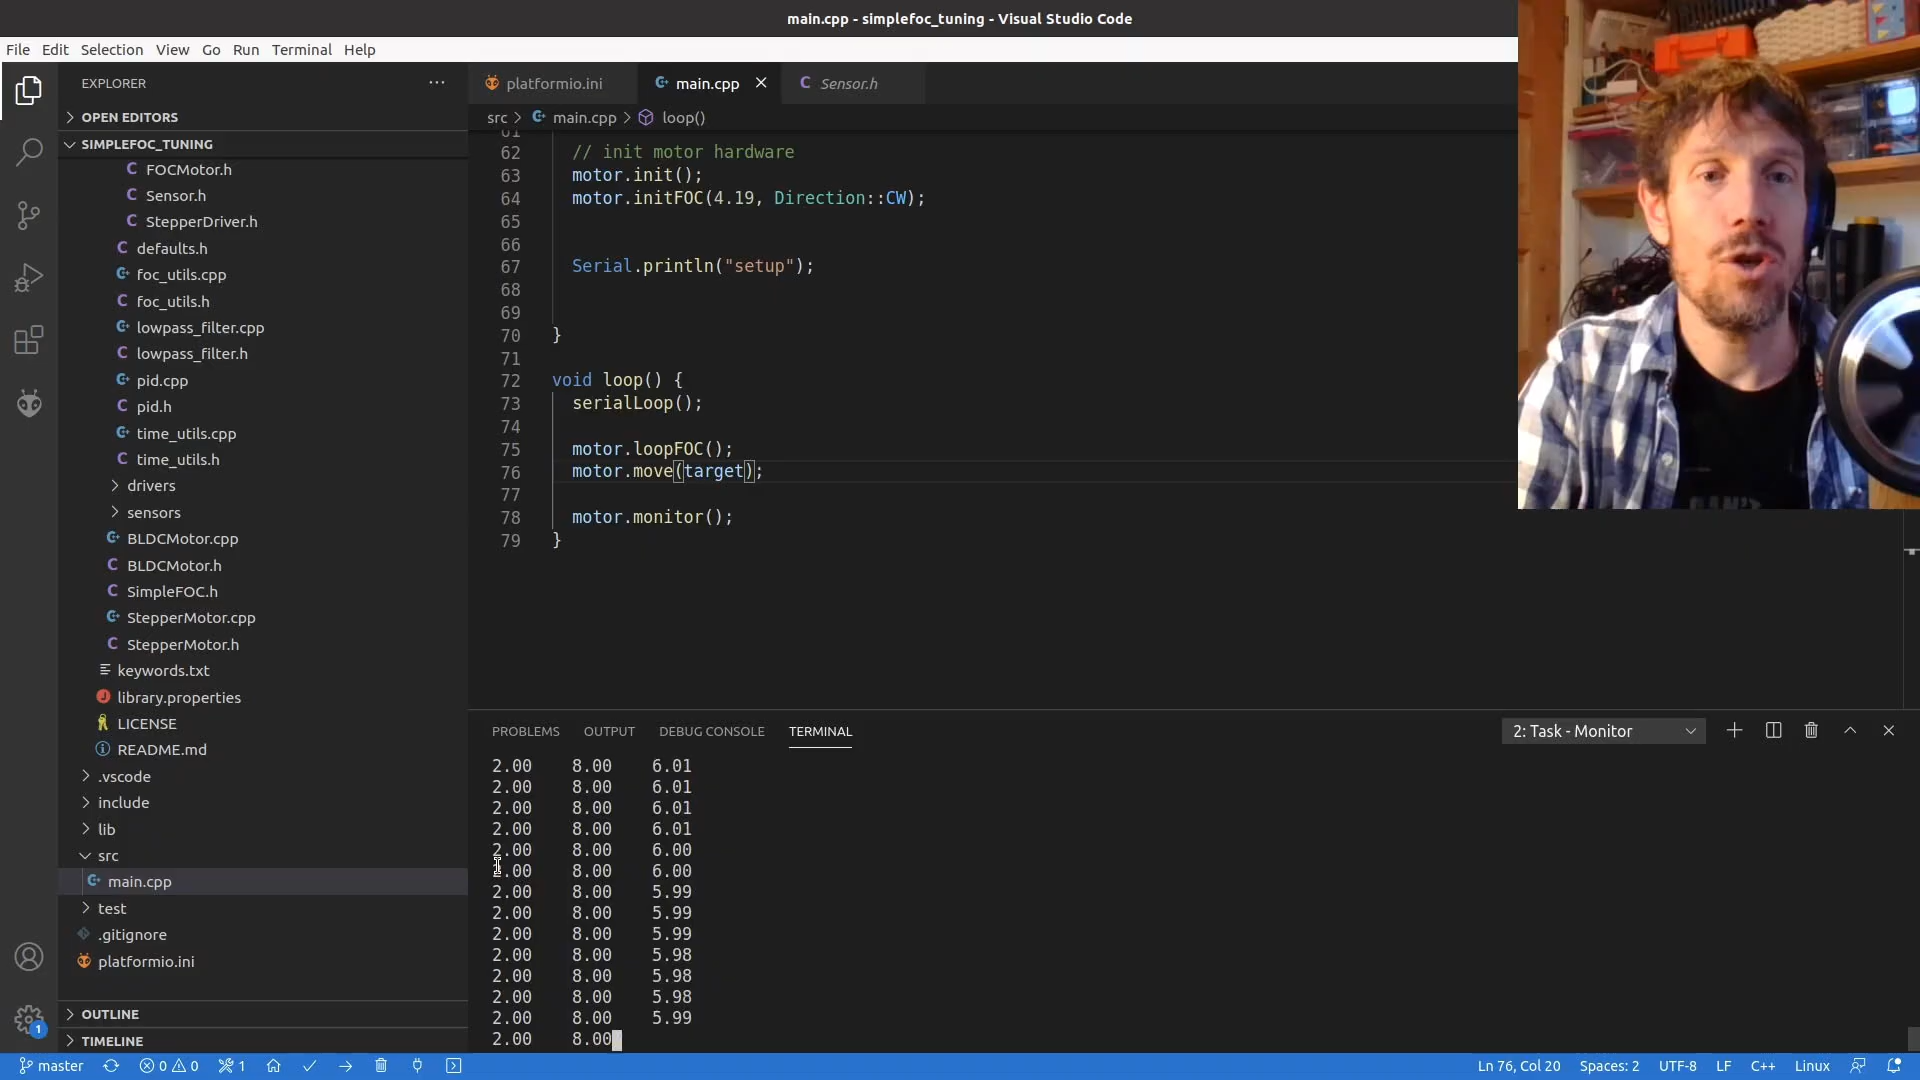 main.cpp - simplefoc_tuning - Visual Studio Code
File Edit Selection View Go Run Terminal Help
EXPLORER
OPEN EDITORS
SIMPLEFOC_TUNING
FOCMotor.h
Sensor.h
StepperDriver.h
defaults.h
foc_utils.cpp
foc_utils.h
lowpass_filter.cpp
lowpass_filter.h
pid.cpp
pid.h
time_utils.cpp
time_utils.h
drivers
sensors
BLDCMotor.cpp
BLDCMotor.h
SimpleFOC.h
StepperMotor.cpp
StepperMotor.h
keywords.txt
library.properties
LICENSE
README.md
.vscode
include
lib
src
main.cpp
test
.gitignore
platformio.ini
OUTLINE
TIMELINE
platformio.ini main.cpp Sensor.h
src > main.cpp > loop()
61
62 // init motor hardware
63 motor.init();
64 motor.initFOC(4.19, Direction::CW);
65
66
67 Serial.println("setup");
68
69
70 }
71
72 void loop() {
73 serialLoop();
74
75 motor.loopFOC();
76 motor.move(target);
77
78 motor.monitor();
79 }
PROBLEMS OUTPUT DEBUG CONSOLE TERMINAL 2: Task - Monitor
2.00 8.00 6.01
2.00 8.00 6.01
2.00 8.00 6.01
2.00 8.00 6.01
2.00 8.00 6.00
2.00 8.00 6.00
2.00 8.00 5.99
2.00 8.00 5.99
2.00 8.00 5.99
2.00 8.00 5.98
2.00 8.00 5.98
2.00 8.00 5.98
2.00 8.00 5.99
2.00 8.00
1
master 0 0 1 Ln 76, Col 20 Spaces: 2 UTF-8 LF C++ Linux